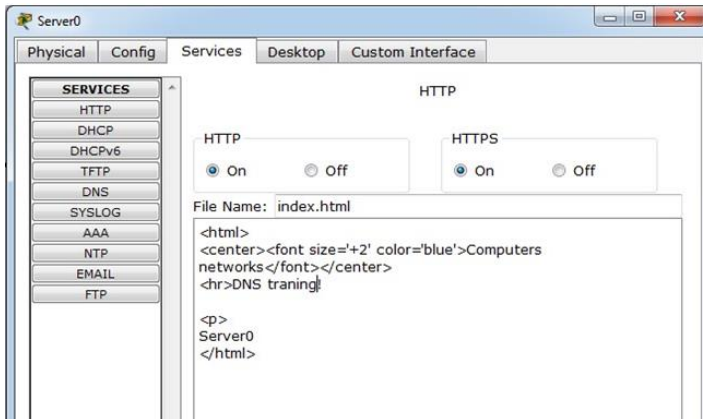 Server0
Physical Config Services Desktop Custom Interface
SERVICES
HTTP
DHCP
DHCPv6
TFTP
DNS
SYSLOG
AAA
NTP
EMAIL
FTP
HTTP
HTTP
On Off
HTTPS
On Off
File Name: index.html
<html>
<center><font size='+2' color='blue'>Computers
networks</font></center>
<hr>DNS traning!
<p>
Server0
</html>